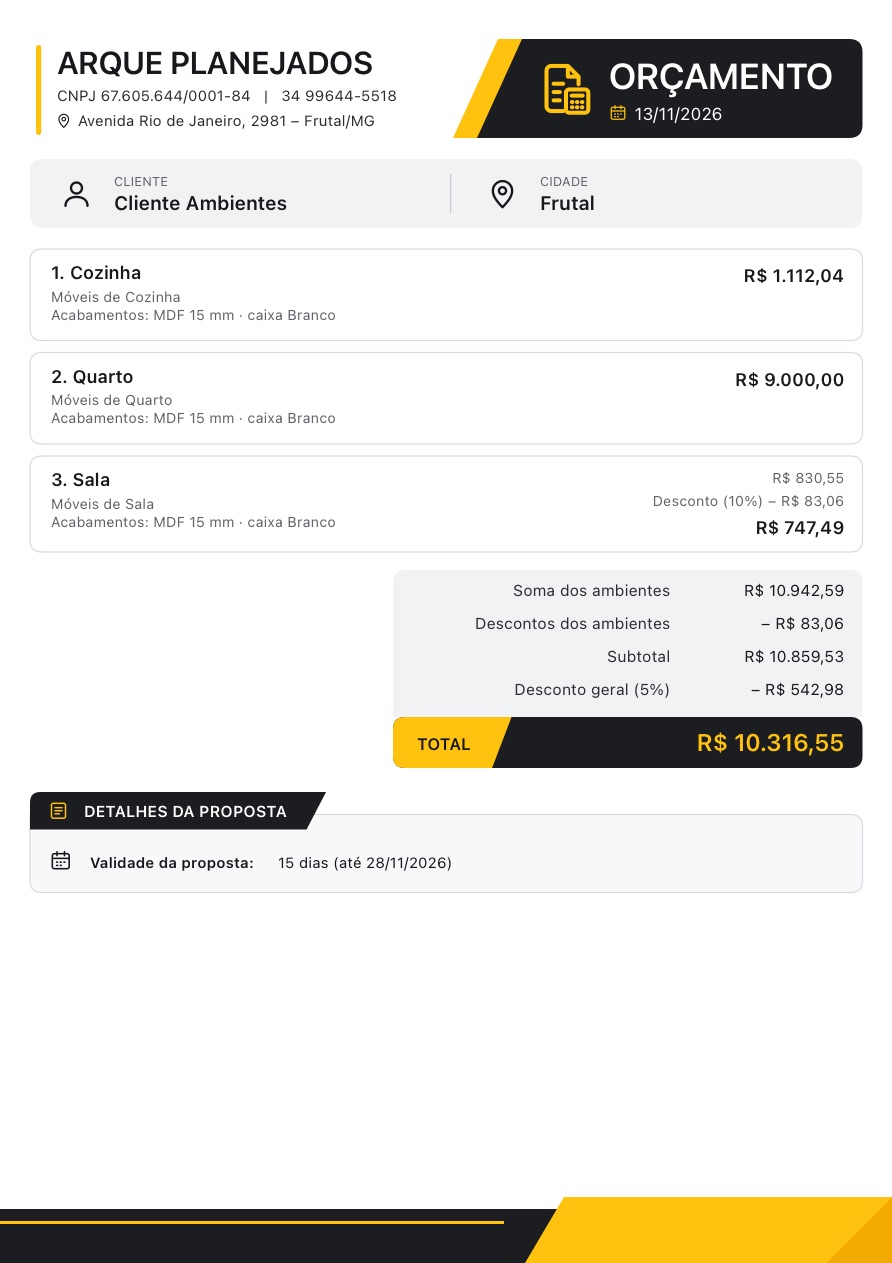 ARQUE PLANEJADOS
CNPJ 67.605.644/0001-84 | 34 99644-5518
Avenida Rio de Janeiro, 2981 – Frutal/MG
ORÇAMENTO
13/11/2026
CLIENTE
Cliente Ambientes
CIDADE
Frutal
1. Cozinha
R$ 1.112,04
Móveis de Cozinha
Acabamentos: MDF 15 mm · caixa Branco
2. Quarto
R$ 9.000,00
Móveis de Quarto
Acabamentos: MDF 15 mm · caixa Branco
3. Sala
R$ 830,55
Móveis de Sala
Desconto (10%) – R$ 83,06
Acabamentos: MDF 15 mm · caixa Branco
R$ 747,49
Soma dos ambientes R$ 10.942,59
Descontos dos ambientes – R$ 83,06
Subtotal R$ 10.859,53
Desconto geral (5%) – R$ 542,98
TOTAL R$ 10.316,55
DETALHES DA PROPOSTA
Validade da proposta: 15 dias (até 28/11/2026)